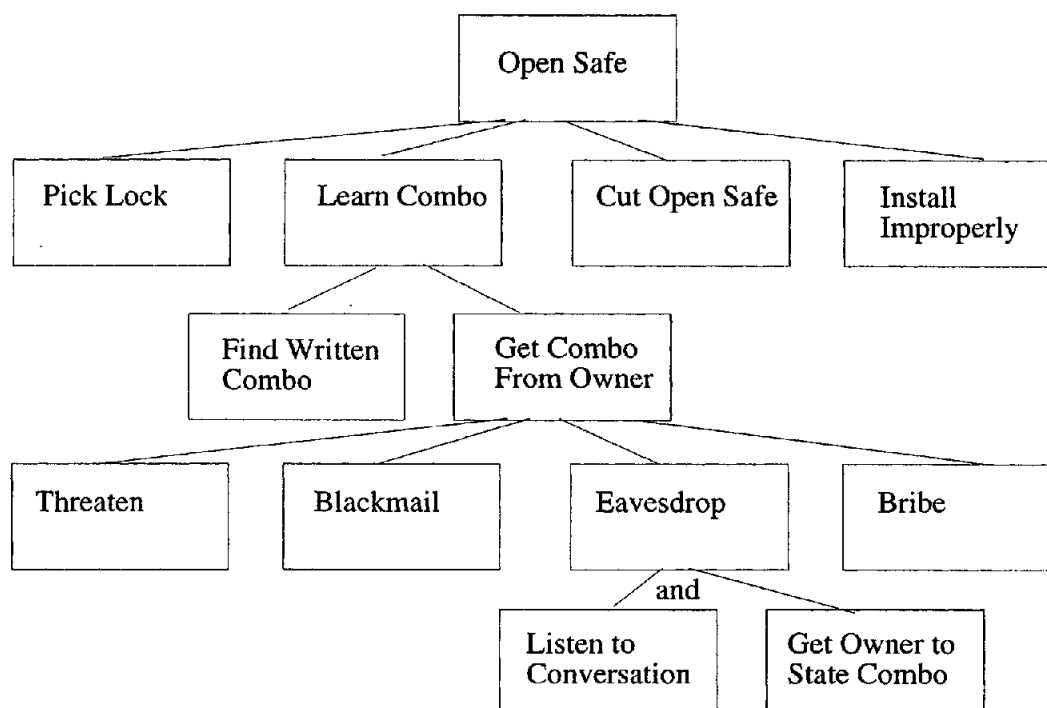 Open Safe
Pick Lock
Learn Combo
Cut Open Safe
Install
Improperly
Find Written
Combo
Get Combo
From Owner
Threaten
Blackmail
Eavesdrop
Bribe
and
Listen to
Conversation
Get Owner to
State Combo